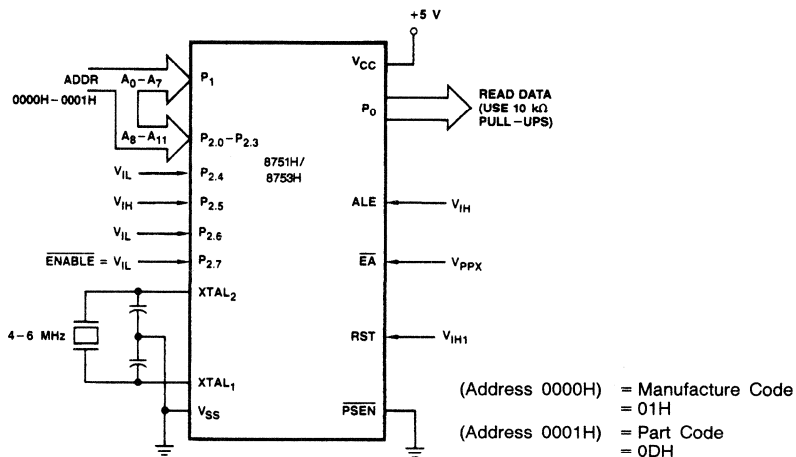 +5 V
VCC
ADDR
0000H–0001H
A0–A7
P1
A8–A11
P2.0–P2.3
P0
READ DATA
(USE 10 kΩ
PULL–UPS)
8751H/
8753H
VIL
P2.4
VIH
P2.5
VIL
P2.6
ENABLE = VIL
P2.7
ALE
VIH
EA
VPPX
XTAL2
4–6 MHz
XTAL1
RST
VIH1
VSS
PSEN
(Address 0000H) = Manufacture Code
= 01H
(Address 0001H) = Part Code
= 0DH